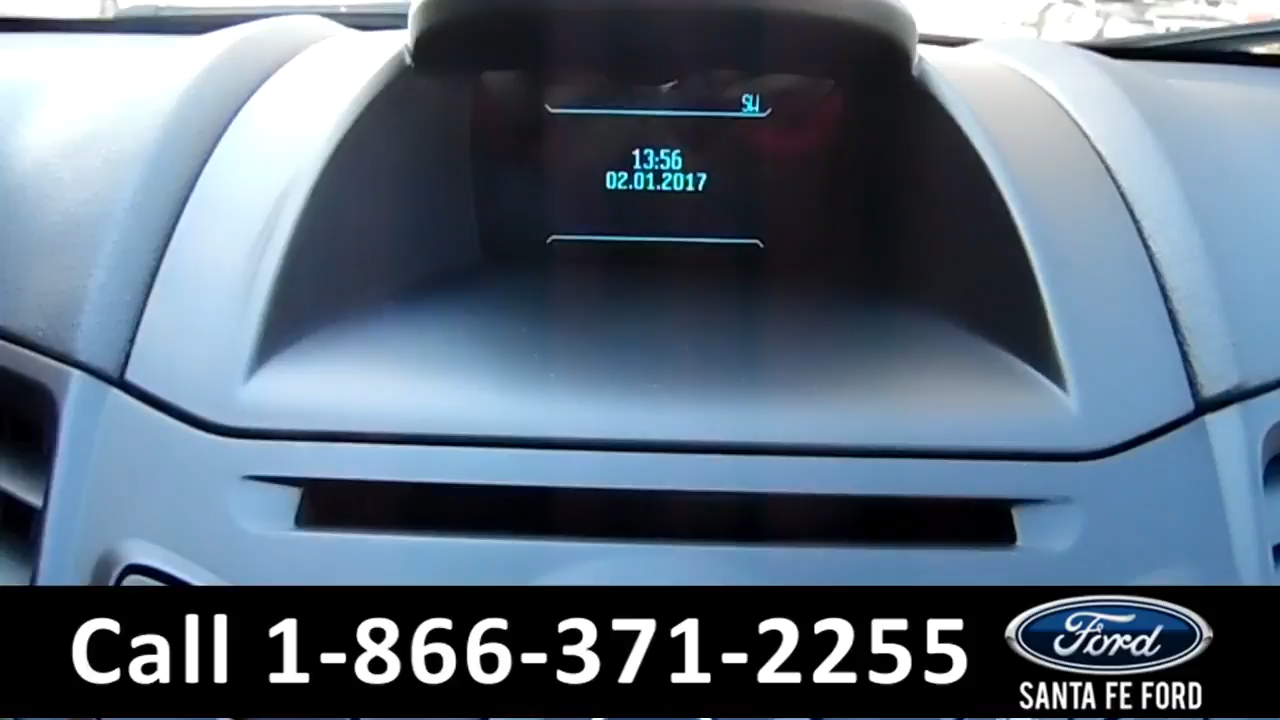 SW
13:56
02.01.2017
Call 1-866-371-2255
Ford
SANTA FE FORD